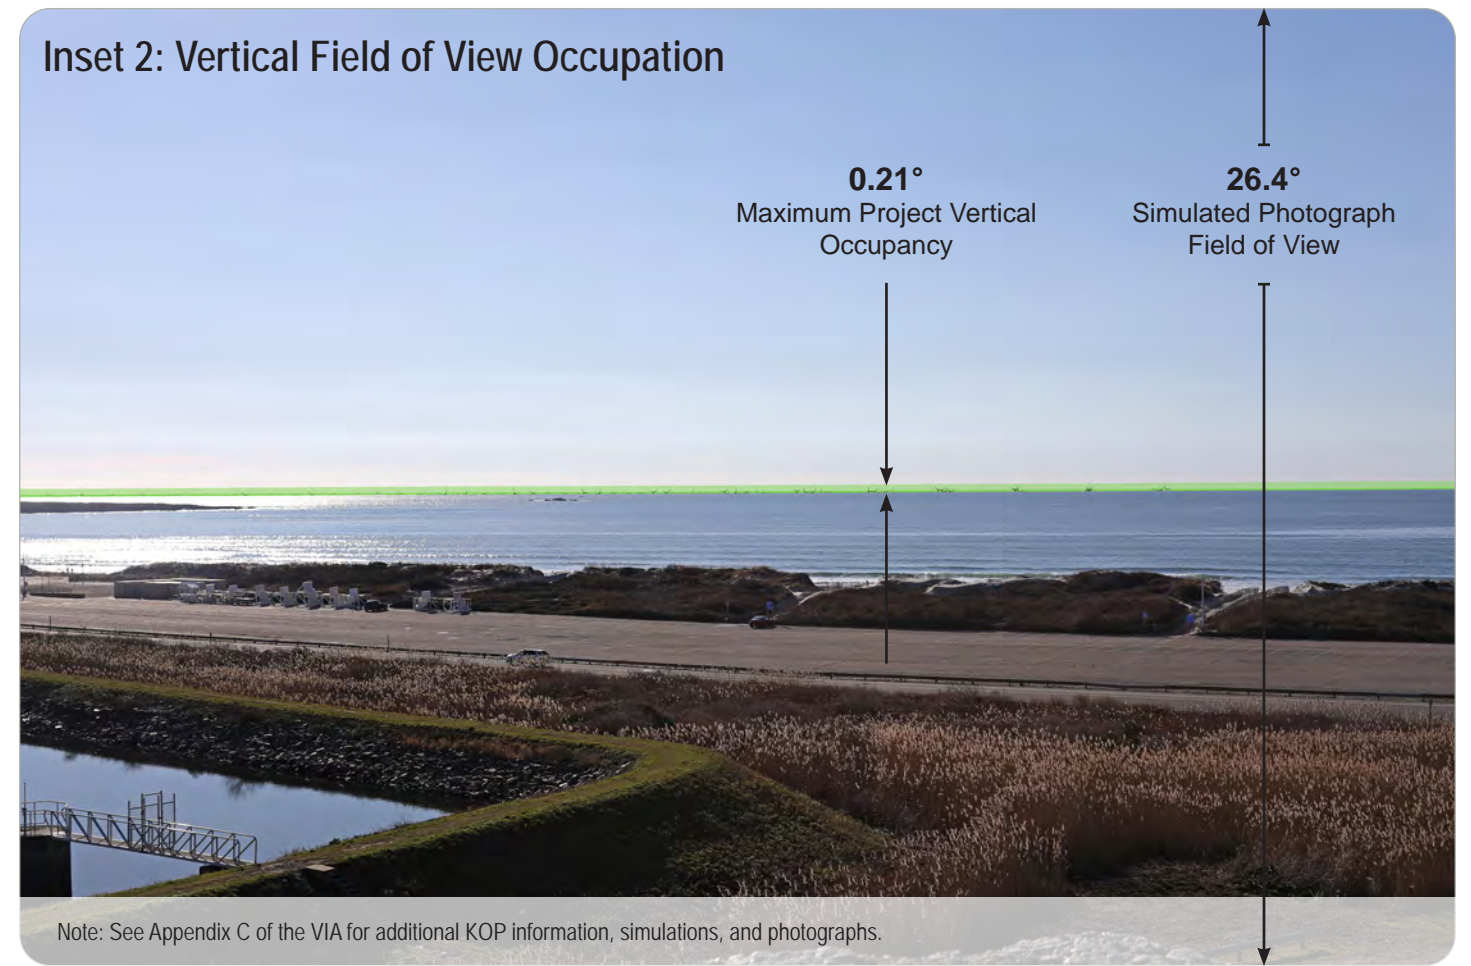 Inset 2: Vertical Field of View Occupation
0.21°
Maximum Project Vertical
Occupancy
26.4°
Simulated Photograph
Field of View
Note: See Appendix C of the VIA for additional KOP information, simulations, and photographs.